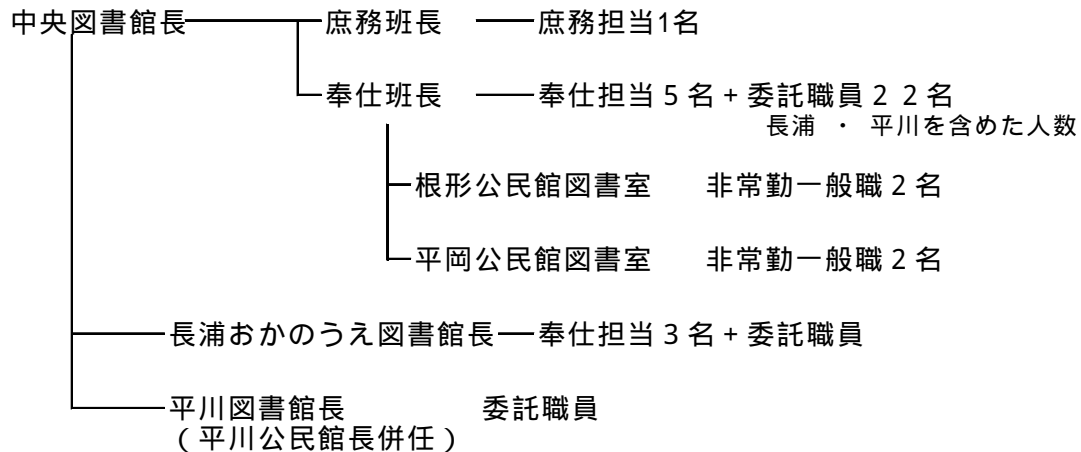 中央図書館長 庶務班長 庶務担当1名
奉仕班長 奉仕担当5名+委託職員22名
長浦 ・ 平川を含めた人数
根形公民館図書室 非常勤一般職2名
平岡公民館図書室 非常勤一般職2名
長浦おかのうえ図書館長 奉仕担当3名+委託職員
平川図書館長 委託職員
(平川公民館長併任)